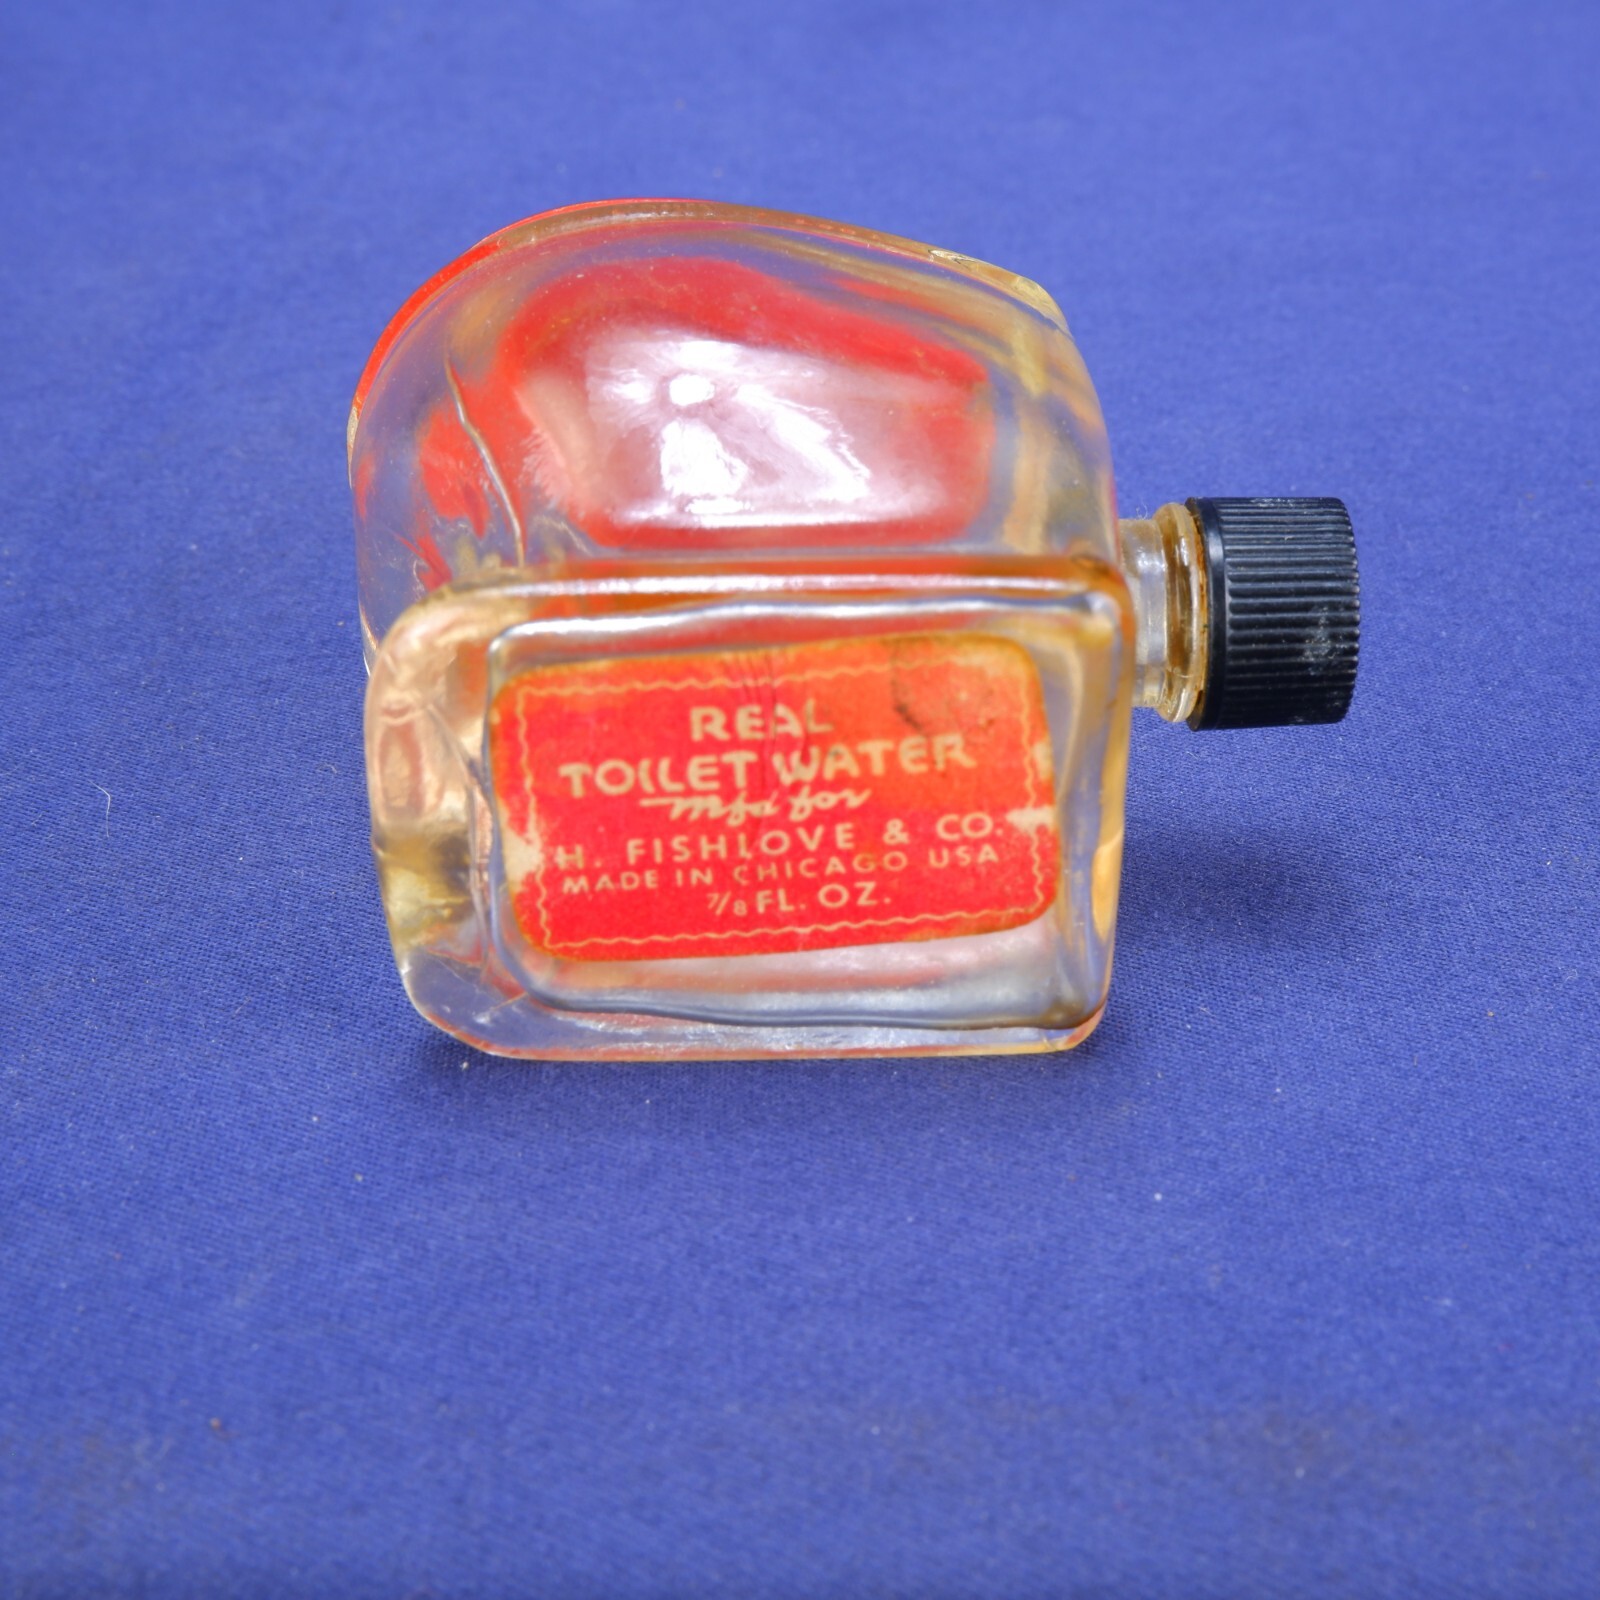 REAL
TOILET WATER
Mfd for
H. FISHLOVE & CO.
MADE IN CHICAGO USA
7/8 FL. OZ.